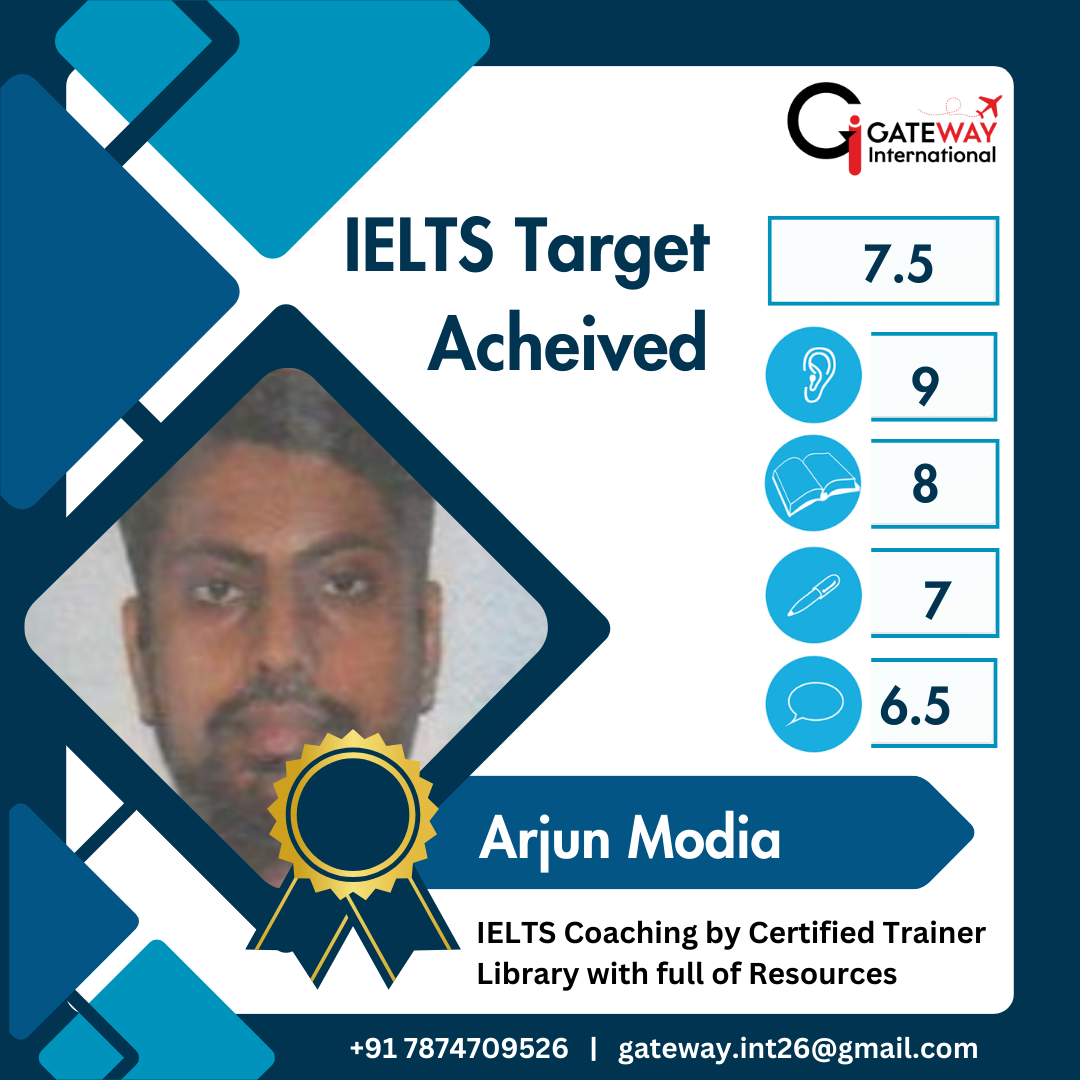 GATEWAY
International
IELTS Target
Acheived
7.5
9
8
7
6.5
Arjun Modia
IELTS Coaching by Certified Trainer
Library with full of Resources
+91 7874709526 | gateway.int26@gmail.com